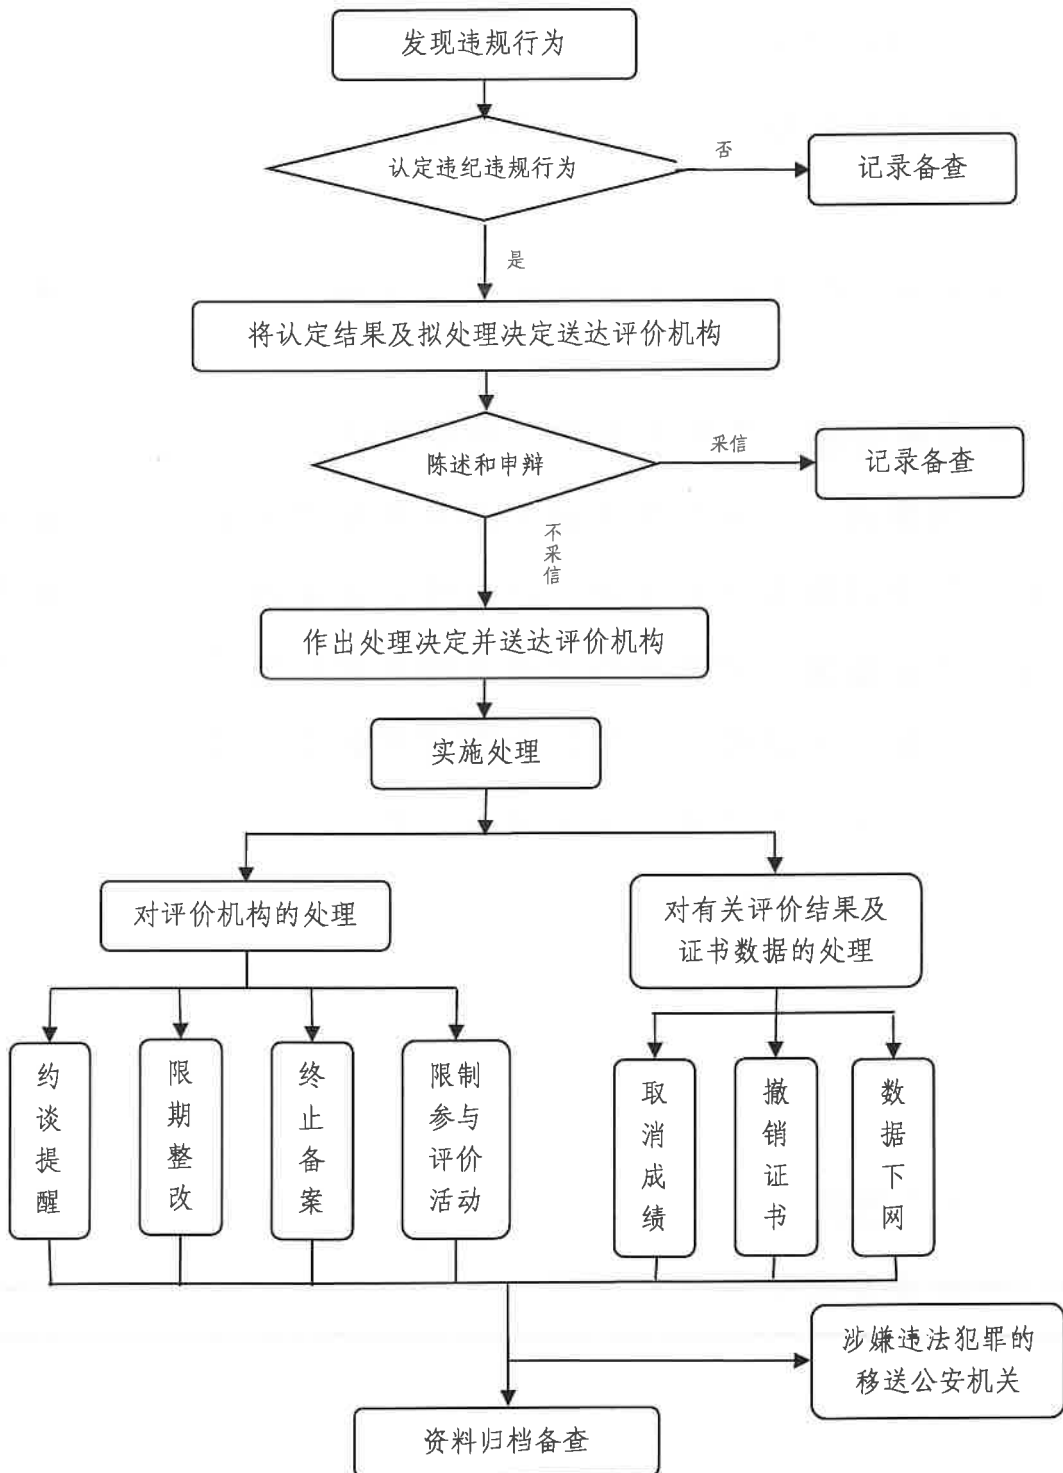 发现违规行为
认定违纪违规行为
否
记录备查
是
将认定结果及拟处理决定送达评价机构
陈述和申辩
采信
记录备查
不采信
作出处理决定并送达评价机构
实施处理
对评价机构的处理
对有关评价结果及
证书数据的处理
约谈提醒
限期整改
终止备案
限制
参与
评价
活动
取消成绩
撤销证书
数据下网
涉嫌违法犯罪的
移送公安机关
资料归档备查